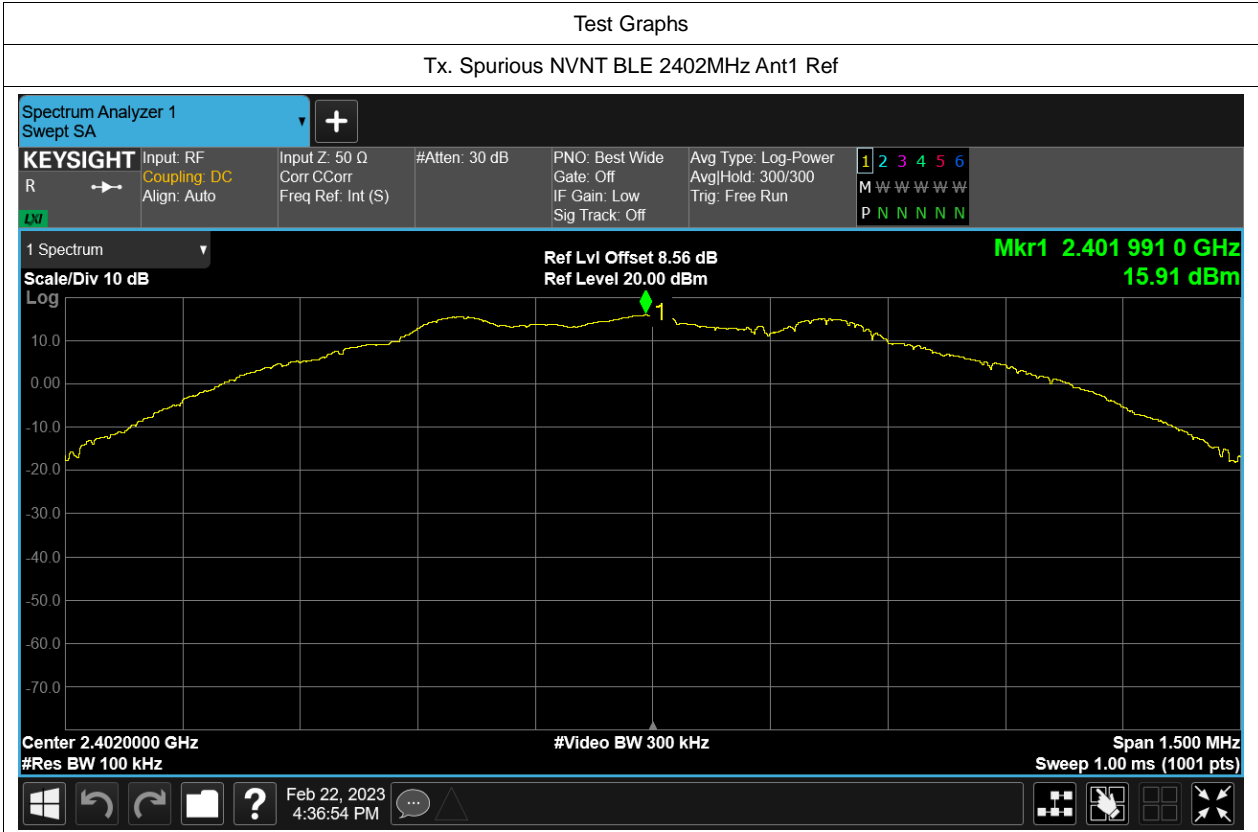 Test Graphs
Tx. Spurious NVNT BLE 2402MHz Ant1 Ref
Spectrum Analyzer 1
Swept SA
KEYSIGHT
R
LXI
Input: RF
Coupling: DC
Align: Auto
Input Z: 50 Ω
Corr CCorr
Freq Ref: Int (S)
#Atten: 30 dB
PNO: Best Wide
Gate: Off
IF Gain: Low
Sig Track: Off
Avg Type: Log-Power
Avg|Hold: 300/300
Trig: Free Run
1 2 3 4 5 6
M W W W W W
P N N N N N
1 Spectrum
Scale/Div 10 dB
Ref Lvl Offset 8.56 dB
Ref Level 20.00 dBm
Mkr1 2.401 991 0 GHz
15.91 dBm
Log
1
10.0
0.00
-10.0
-20.0
-30.0
-40.0
-50.0
-60.0
-70.0
Center 2.4020000 GHz
#Res BW 100 kHz
#Video BW 300 kHz
Span 1.500 MHz
Sweep 1.00 ms (1001 pts)
?
Feb 22, 2023
4:36:54 PM